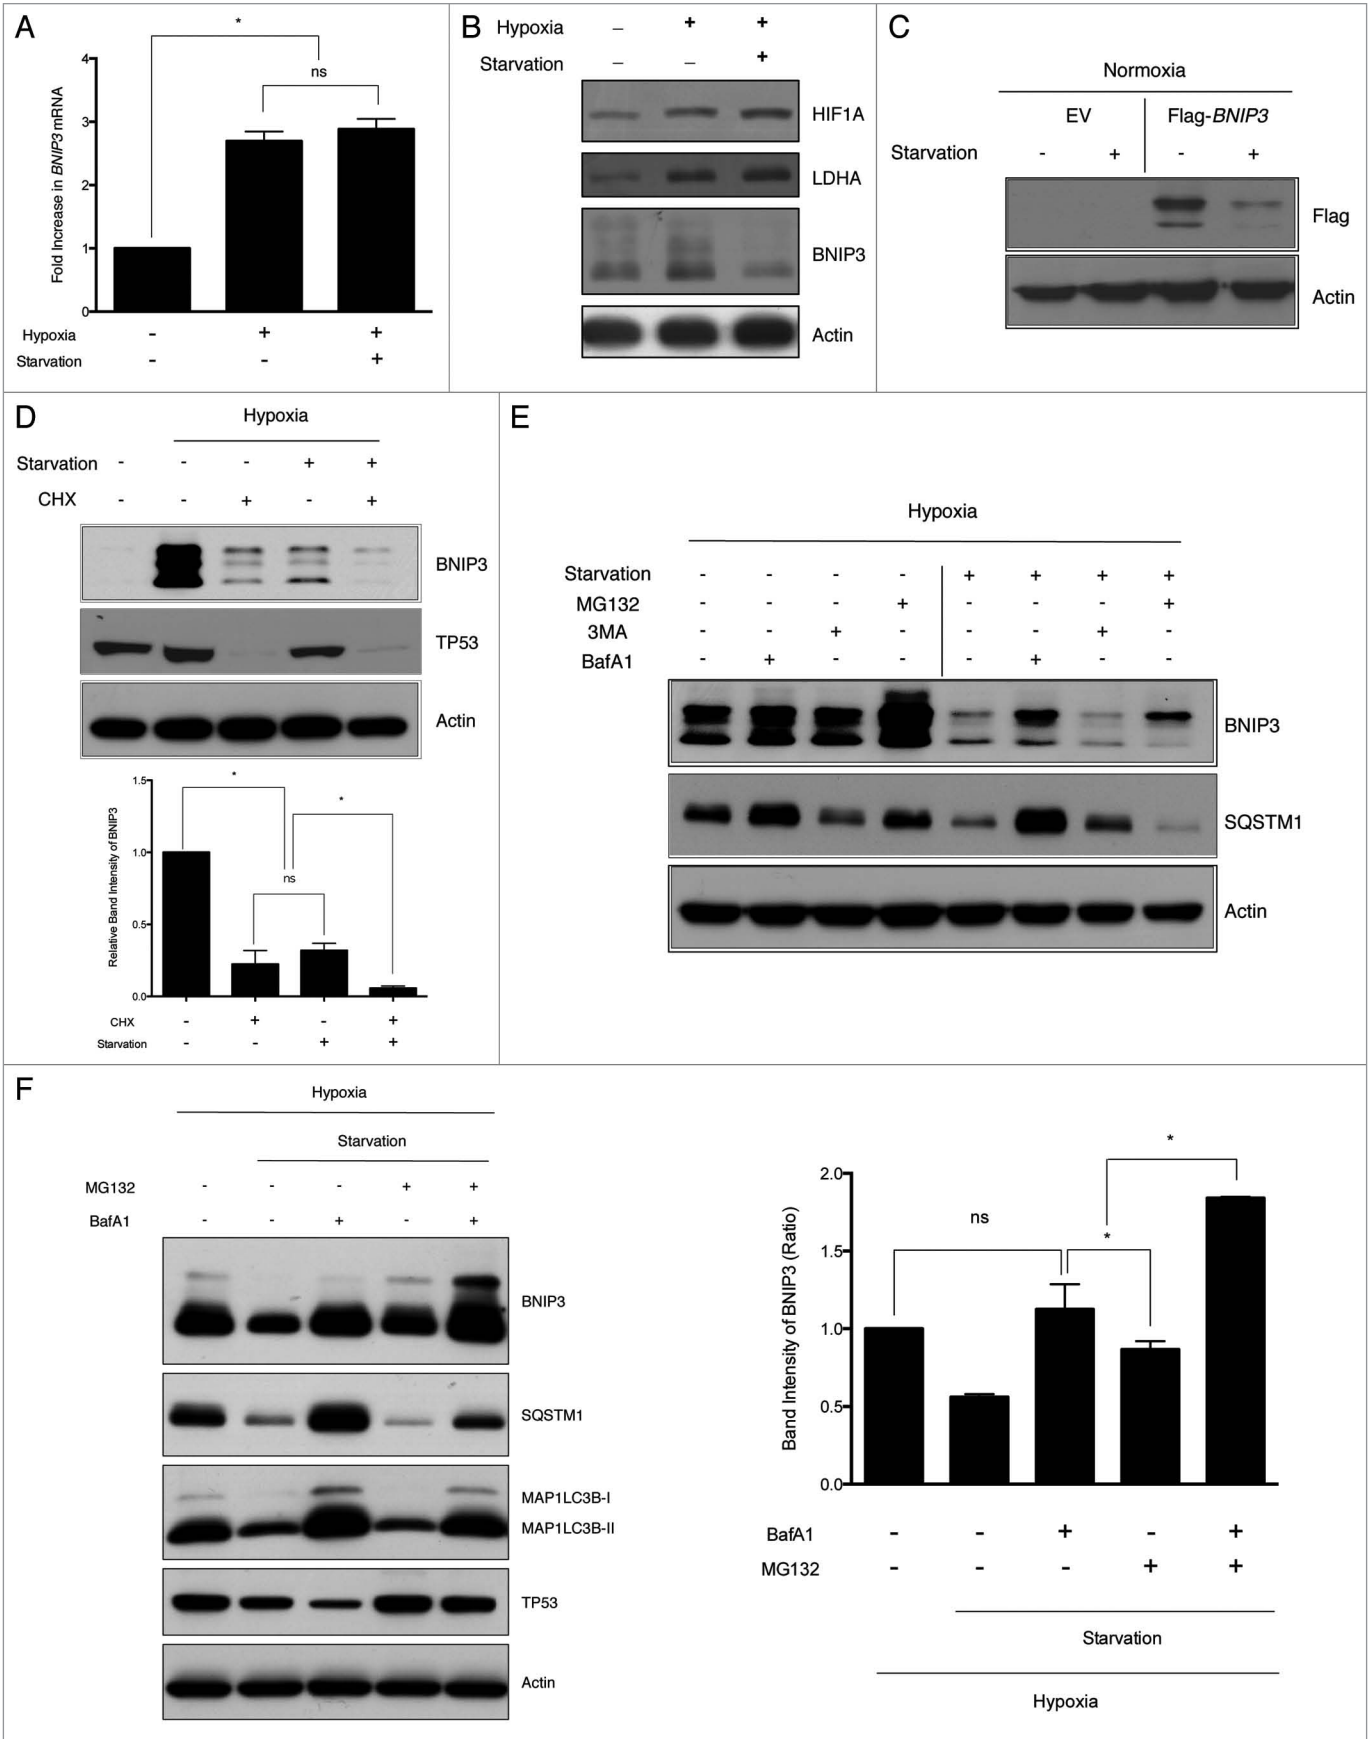 A
*
ns
4
3
2
1
0
Fold Increase in BNIP3 mRNA
Hypoxia - + +
Starvation - - +
B
Hypoxia – + +
Starvation – – +
HIF1A
LDHA
BNIP3
Actin
C
Normoxia
EV Flag-BNIP3
Starvation - + - +
Flag
Actin
D
Hypoxia
Starvation - - - + +
CHX - - + - +
BNIP3
TP53
Actin
1.5
1.0
0.5
0.0
Relative Band Intensity of BNIP3
*
*
ns
CHX - + - +
Starvation - - + +
E
Hypoxia
Starvation - - - - + + + +
MG132 - - - + - - - +
3MA - - + - - - + -
BafA1 - + - - - + - -
BNIP3
SQSTM1
Actin
F
Hypoxia
Starvation
MG132 - - - + +
BafA1 - - + - +
BNIP3
SQSTM1
MAP1LC3B-I
MAP1LC3B-II
TP53
Actin
2.0
1.5
1.0
0.5
0.0
Band Intensity of BNIP3 (Ratio)
ns
*
*
BafA1 - - + - +
MG132 - - - + +
Starvation
Hypoxia